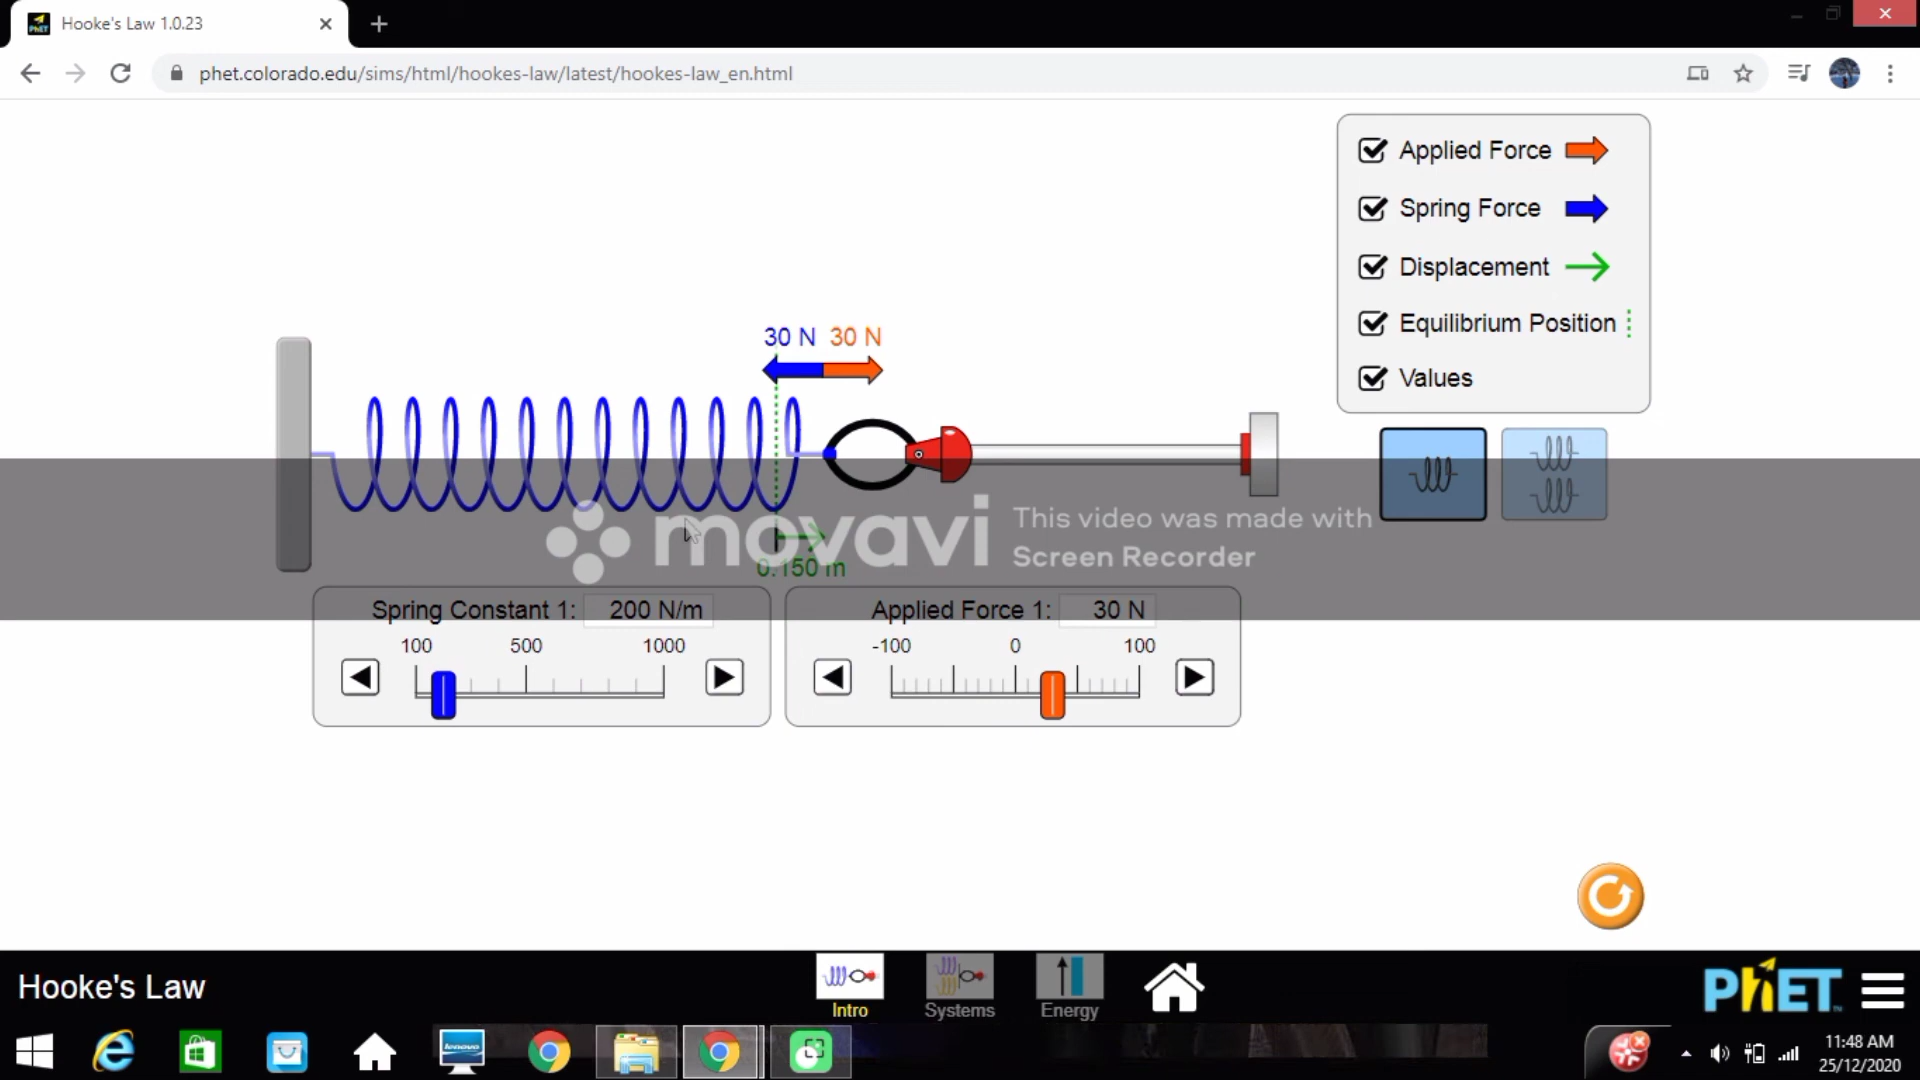 Hooke's Law 1.0.23
phet.colorado.edu/sims/html/hookes-law/latest/hookes-law_en.html
Applied Force
Spring Force
Displacement
Equilibrium Position
Values
30 N 30 N
movavi
This video was made with
Screen Recorder
0.150 m
Spring Constant 1: 200 N/m
100 500 1000
Applied Force 1: 30 N
-100 0 100
Hooke's Law
Intro
Systems
Energy
PhET
lenovo
11:48 AM
25/12/2020